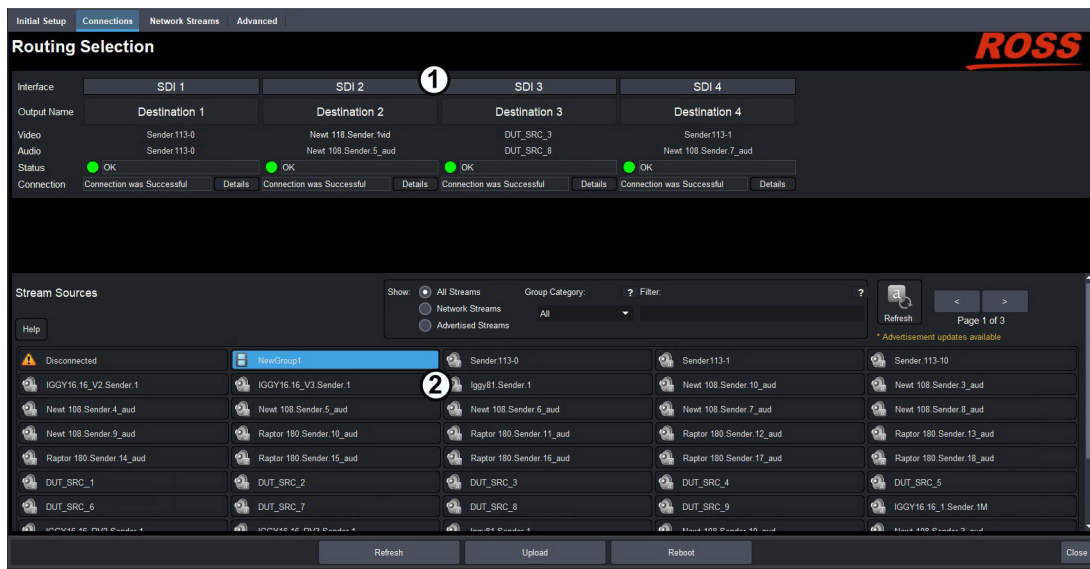 Initial Setup Connections Network Streams Advanced
Routing Selection
ROSS
Interface SDI 1 SDI 2 1 SDI 3 SDI 4
Output Name Destination 1 Destination 2 Destination 3 Destination 4
Video Sender.113-0 Newt 118.Sender.1vid DUT_SRC_3 Sender.113-1
Audio Sender.113-0 Newt 108.Sender.5_aud DUT_SRC_8 Newt 108.Sender.7_aud
Status OK OK OK OK
Connection Connection was Successful Details Connection was Successful Details Connection was Successful Details Connection was Successful Details
Stream Sources
Show: All Streams Group Category: ? Filter: ?
Network Streams
Advertised Streams
All
a
Refresh
< >
Page 1 of 3
* Advertisement updates available
Help
Disconnected NewGroup1 Sender.113-0 Sender.113-1 Sender.113-10
IGGY16.16_V2.Sender.1 IGGY16.16_V3.Sender.1 2 Iggy81.Sender.1 Newt 108.Sender.10_aud Newt 108.Sender.3_aud
Newt 108.Sender.4_aud Newt 108.Sender.5_aud Newt 108.Sender.6_aud Newt 108.Sender.7_aud Newt 108.Sender.8_aud
Newt 108.Sender.9_aud Raptor 180.Sender.10_aud Raptor 180.Sender.11_aud Raptor 180.Sender.12_aud Raptor 180.Sender.13_aud
Raptor 180.Sender.14_aud Raptor 180.Sender.15_aud Raptor 180.Sender.16_aud Raptor 180.Sender.17_aud Raptor 180.Sender.18_aud
DUT_SRC_1 DUT_SRC_2 DUT_SRC_3 DUT_SRC_4 DUT_SRC_5
DUT_SRC_6 DUT_SRC_7 DUT_SRC_8 DUT_SRC_9 IGGY16.16_1.Sender.1M
Refresh Upload Reboot Close